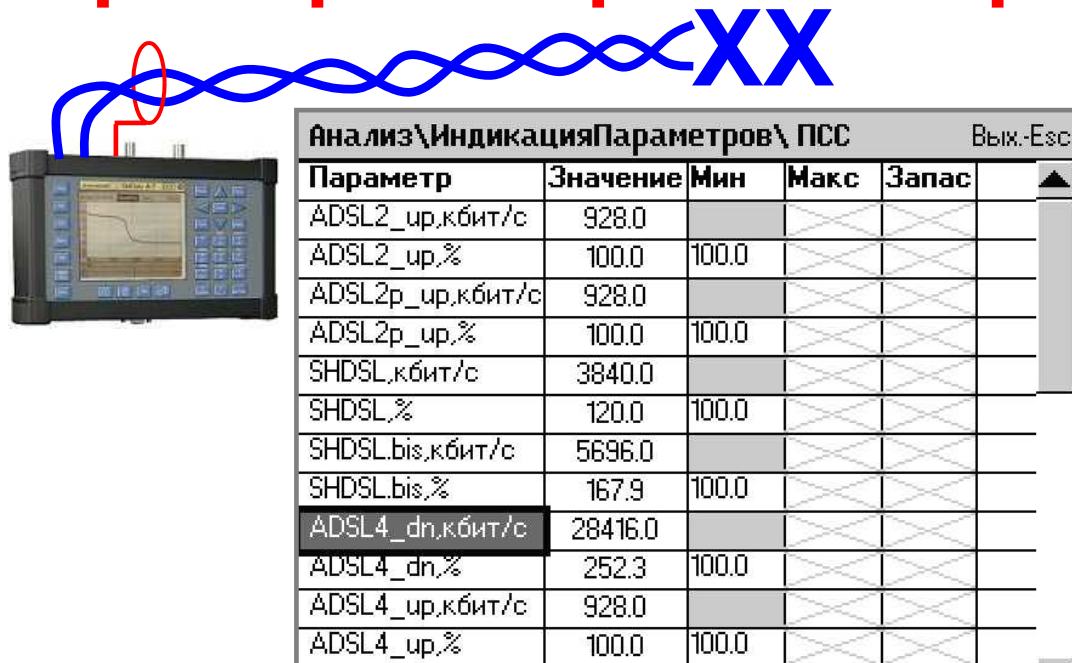 XX
Анализ\ИндикацияПараметров\ ПСС Вых.-Esc
Параметр Значение Мин Макс Запас
ADSL2_up,кбит/с 928.0
ADSL2_up,% 100.0 100.0
ADSL2p_up,кбит/с 928.0
ADSL2p_up,% 100.0 100.0
SHDSL,кбит/с 3840.0
SHDSL,% 120.0 100.0
SHDSL.bis,кбит/с 5696.0
SHDSL.bis,% 167.9 100.0
ADSL4_dn,кбит/с 28416.0
ADSL4_dn,% 252.3 100.0
ADSL4_up,кбит/с 928.0
ADSL4_up,% 100.0 100.0